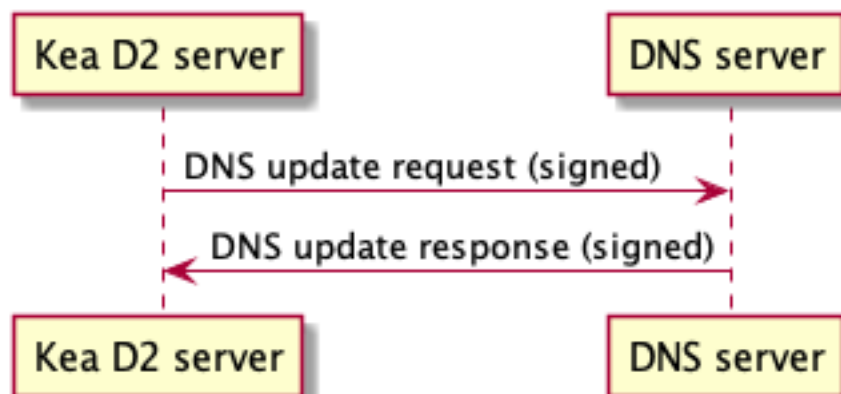 Kea D2 server
DNS server
DNS update request (signed)
DNS update response (signed)
Kea D2 server
DNS server